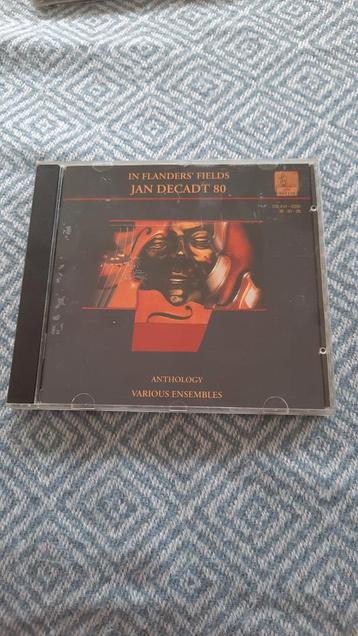 IN FLANDERS' FIELDS
JAN DECADT 80
ANTHOLOGY
VARIOUS ENSEMBLES